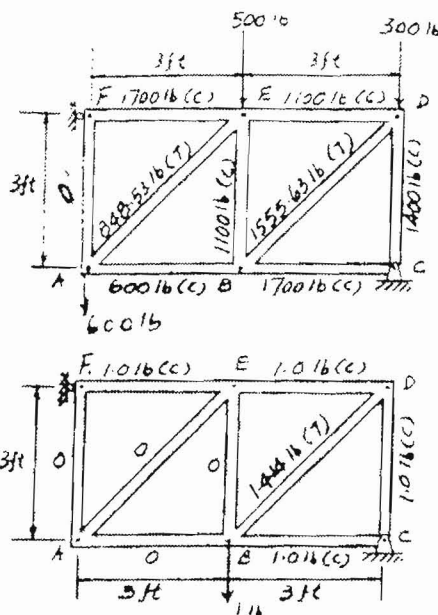 500 lb
300 lb
3ft
3ft
F 1700 lb (C) E 1100 lb (C) D
3ft
0
848.53 lb (T)
1100 lb (C)
1555.63 lb (T)
1400 lb (C)
A 600 lb (C) B 1700 lb (C) C
600 lb
F 1.0 lb (C) E 1.0 lb (C) D
3ft
0
0
0
1.414 lb (T)
1.0 lb (C)
A 0 B 1.0 lb (C) C
3 ft
3 ft
1 lb